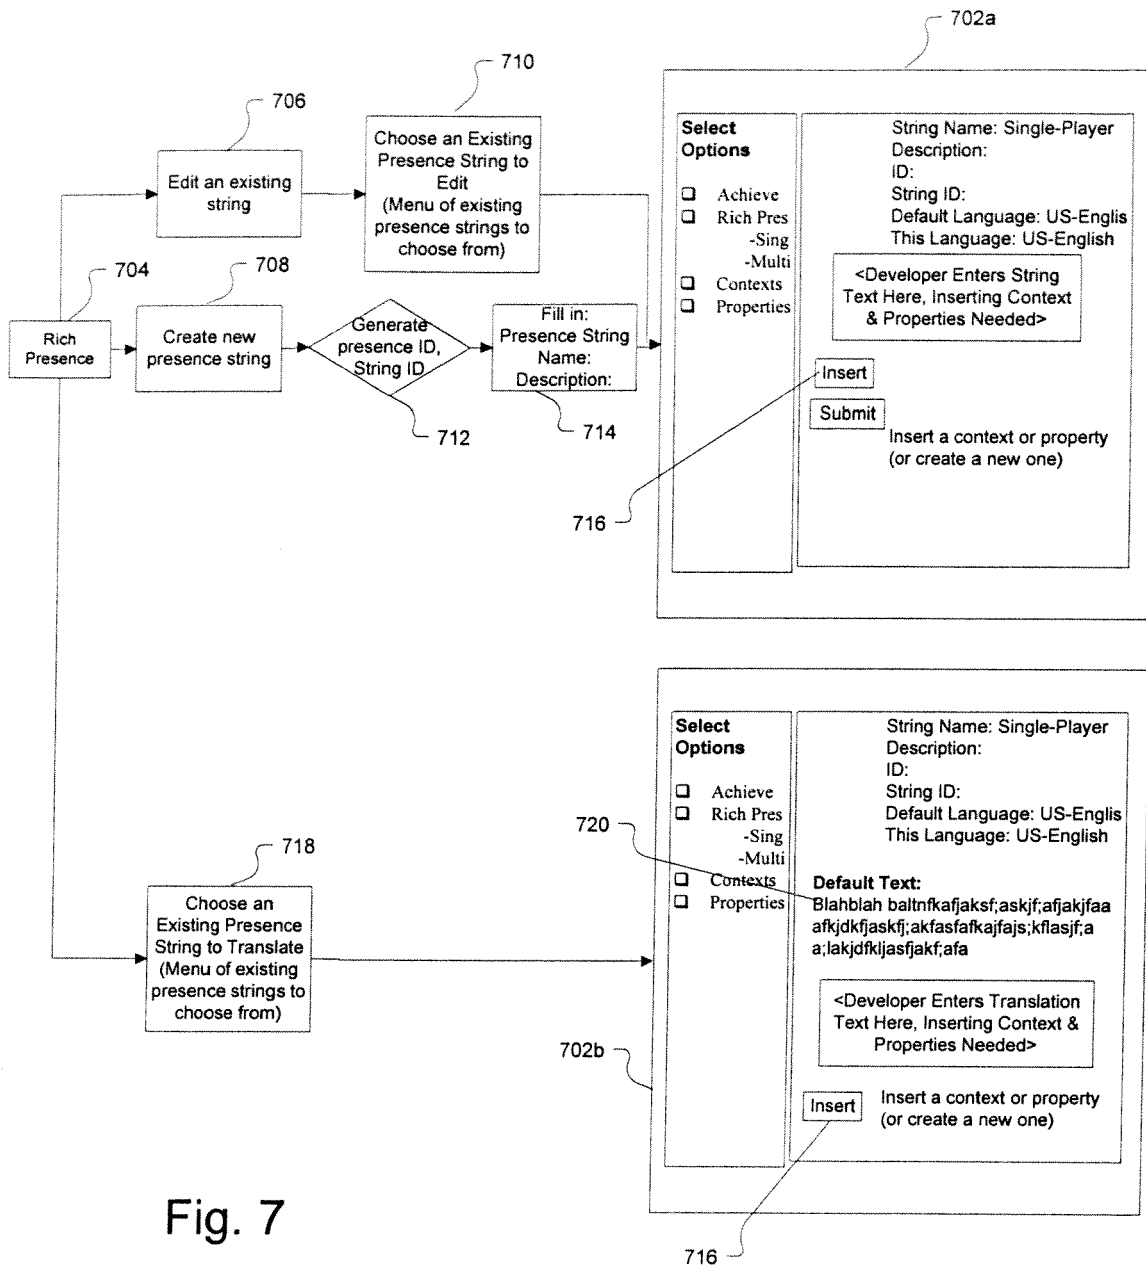 702a
710
706
Edit an existing
string
Choose an Existing
Presence String to
Edit
(Menu of existing
presence strings to
choose from)
704
708
Rich
Presence
Create new
presence string
Generate
presence ID,
String ID
712
Fill in:
Presence String
Name:
Description:
714
Select
Options
Achieve
Rich Pres
-Sing
-Multi
Contexts
Properties
String Name: Single-Player
Description:
ID:
String ID:
Default Language: US-Englis
This Language: US-English
<Developer Enters String
Text Here, Inserting Context
& Properties Needed>
Insert
Submit
Insert a context or property
(or create a new one)
716
718
Choose an
Existing Presence
String to Translate
(Menu of existing
presence strings to
choose from)
Select
Options
Achieve
Rich Pres
-Sing
-Multi
Contexts
Properties
String Name: Single-Player
Description:
ID:
String ID:
Default Language: US-Englis
This Language: US-English
720
Default Text:
Blahblah baltnfkafjaksf;askjf;afjakjfaa
afkjdkfjaskfj;akfasfafkajfajs;kflasjf;a
a;lakjdfkljasfjakf;afa
<Developer Enters Translation
Text Here, Inserting Context &
Properties Needed>
702b
Insert
Insert a context or property
(or create a new one)
716
Fig. 7